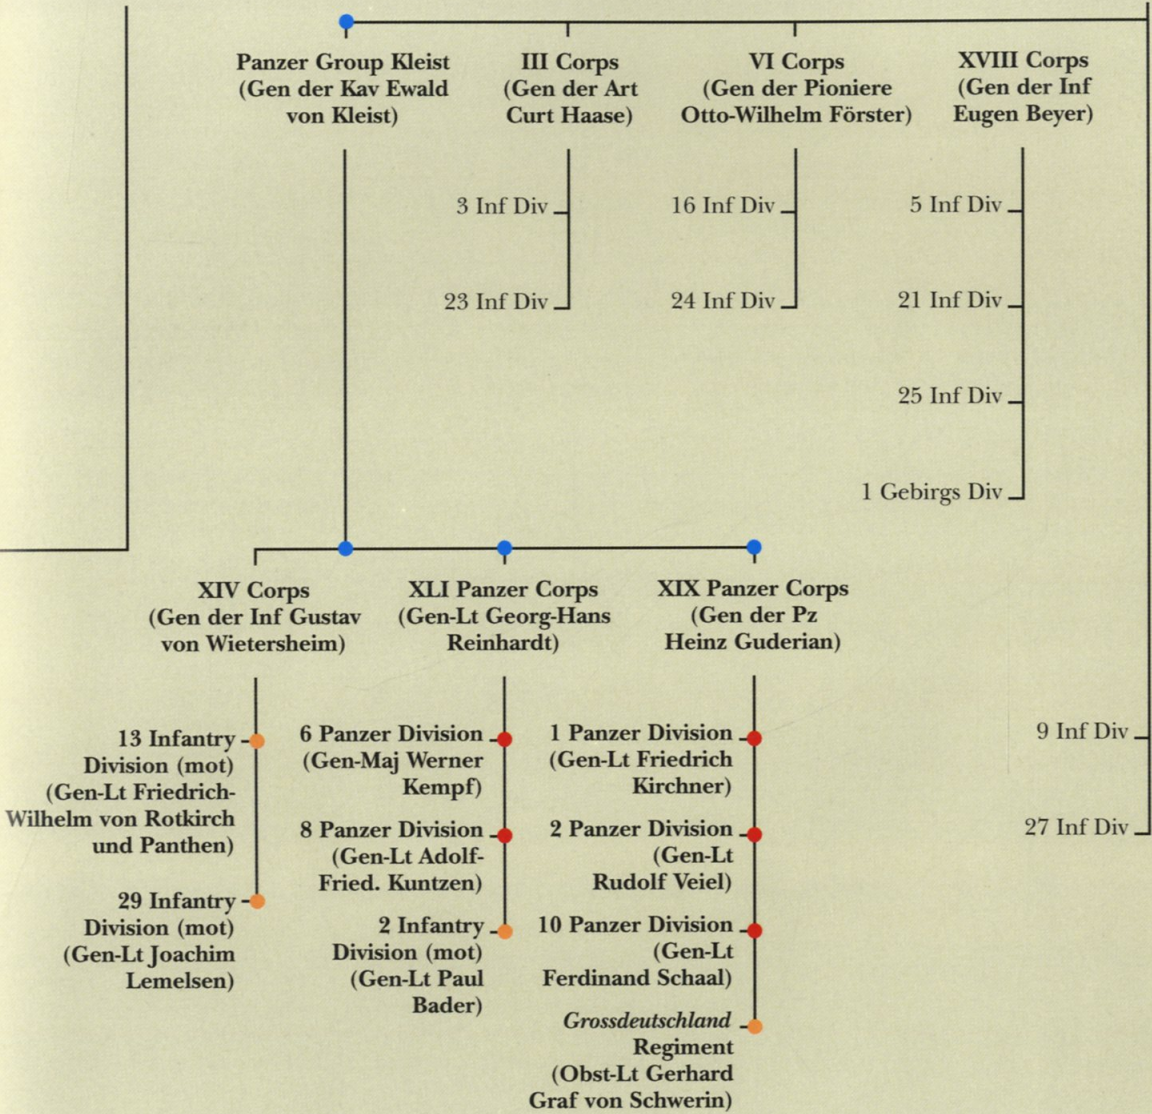 Panzer Group Kleist
(Gen der Kav Ewald
von Kleist)
III Corps
(Gen der Art
Curt Haase)
VI Corps
(Gen der Pioniere
Otto-Wilhelm Förster)
XVIII Corps
(Gen der Inf
Eugen Beyer)
3 Inf Div
23 Inf Div
16 Inf Div
24 Inf Div
5 Inf Div
21 Inf Div
25 Inf Div
1 Gebirgs Div
XIV Corps
(Gen der Inf Gustav
von Wietersheim)
XLI Panzer Corps
(Gen-Lt Georg-Hans
Reinhardt)
XIX Panzer Corps
(Gen der Pz
Heinz Guderian)
13 Infantry
Division (mot)
(Gen-Lt Friedrich-
Wilhelm von Rotkirch
und Panthen)
29 Infantry
Division (mot)
(Gen-Lt Joachim
Lemelsen)
6 Panzer Division
(Gen-Maj Werner
Kempf)
8 Panzer Division
(Gen-Lt Adolf-
Fried. Kuntzen)
2 Infantry
Division (mot)
(Gen-Lt Paul
Bader)
1 Panzer Division
(Gen-Lt Friedrich
Kirchner)
2 Panzer Division
(Gen-Lt
Rudolf Veiel)
10 Panzer Division
(Gen-Lt
Ferdinand Schaal)
Grossdeutschland
Regiment
(Obst-Lt Gerhard
Graf von Schwerin)
9 Inf Div
27 Inf Div